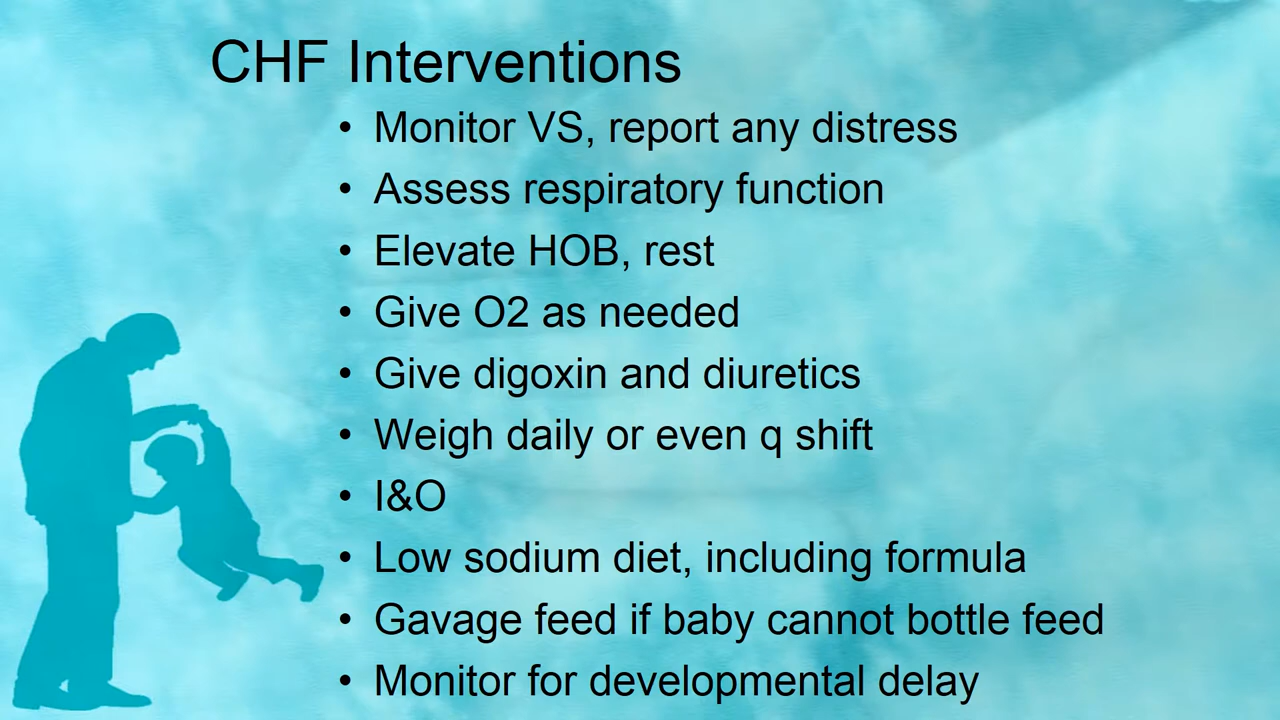 CHF Interventions
• Monitor VS, report any distress
• Assess respiratory function
• Elevate HOB, rest
• Give O2 as needed
• Give digoxin and diuretics
• Weigh daily or even q shift
• I&O
• Low sodium diet, including formula
• Gavage feed if baby cannot bottle feed
• Monitor for developmental delay